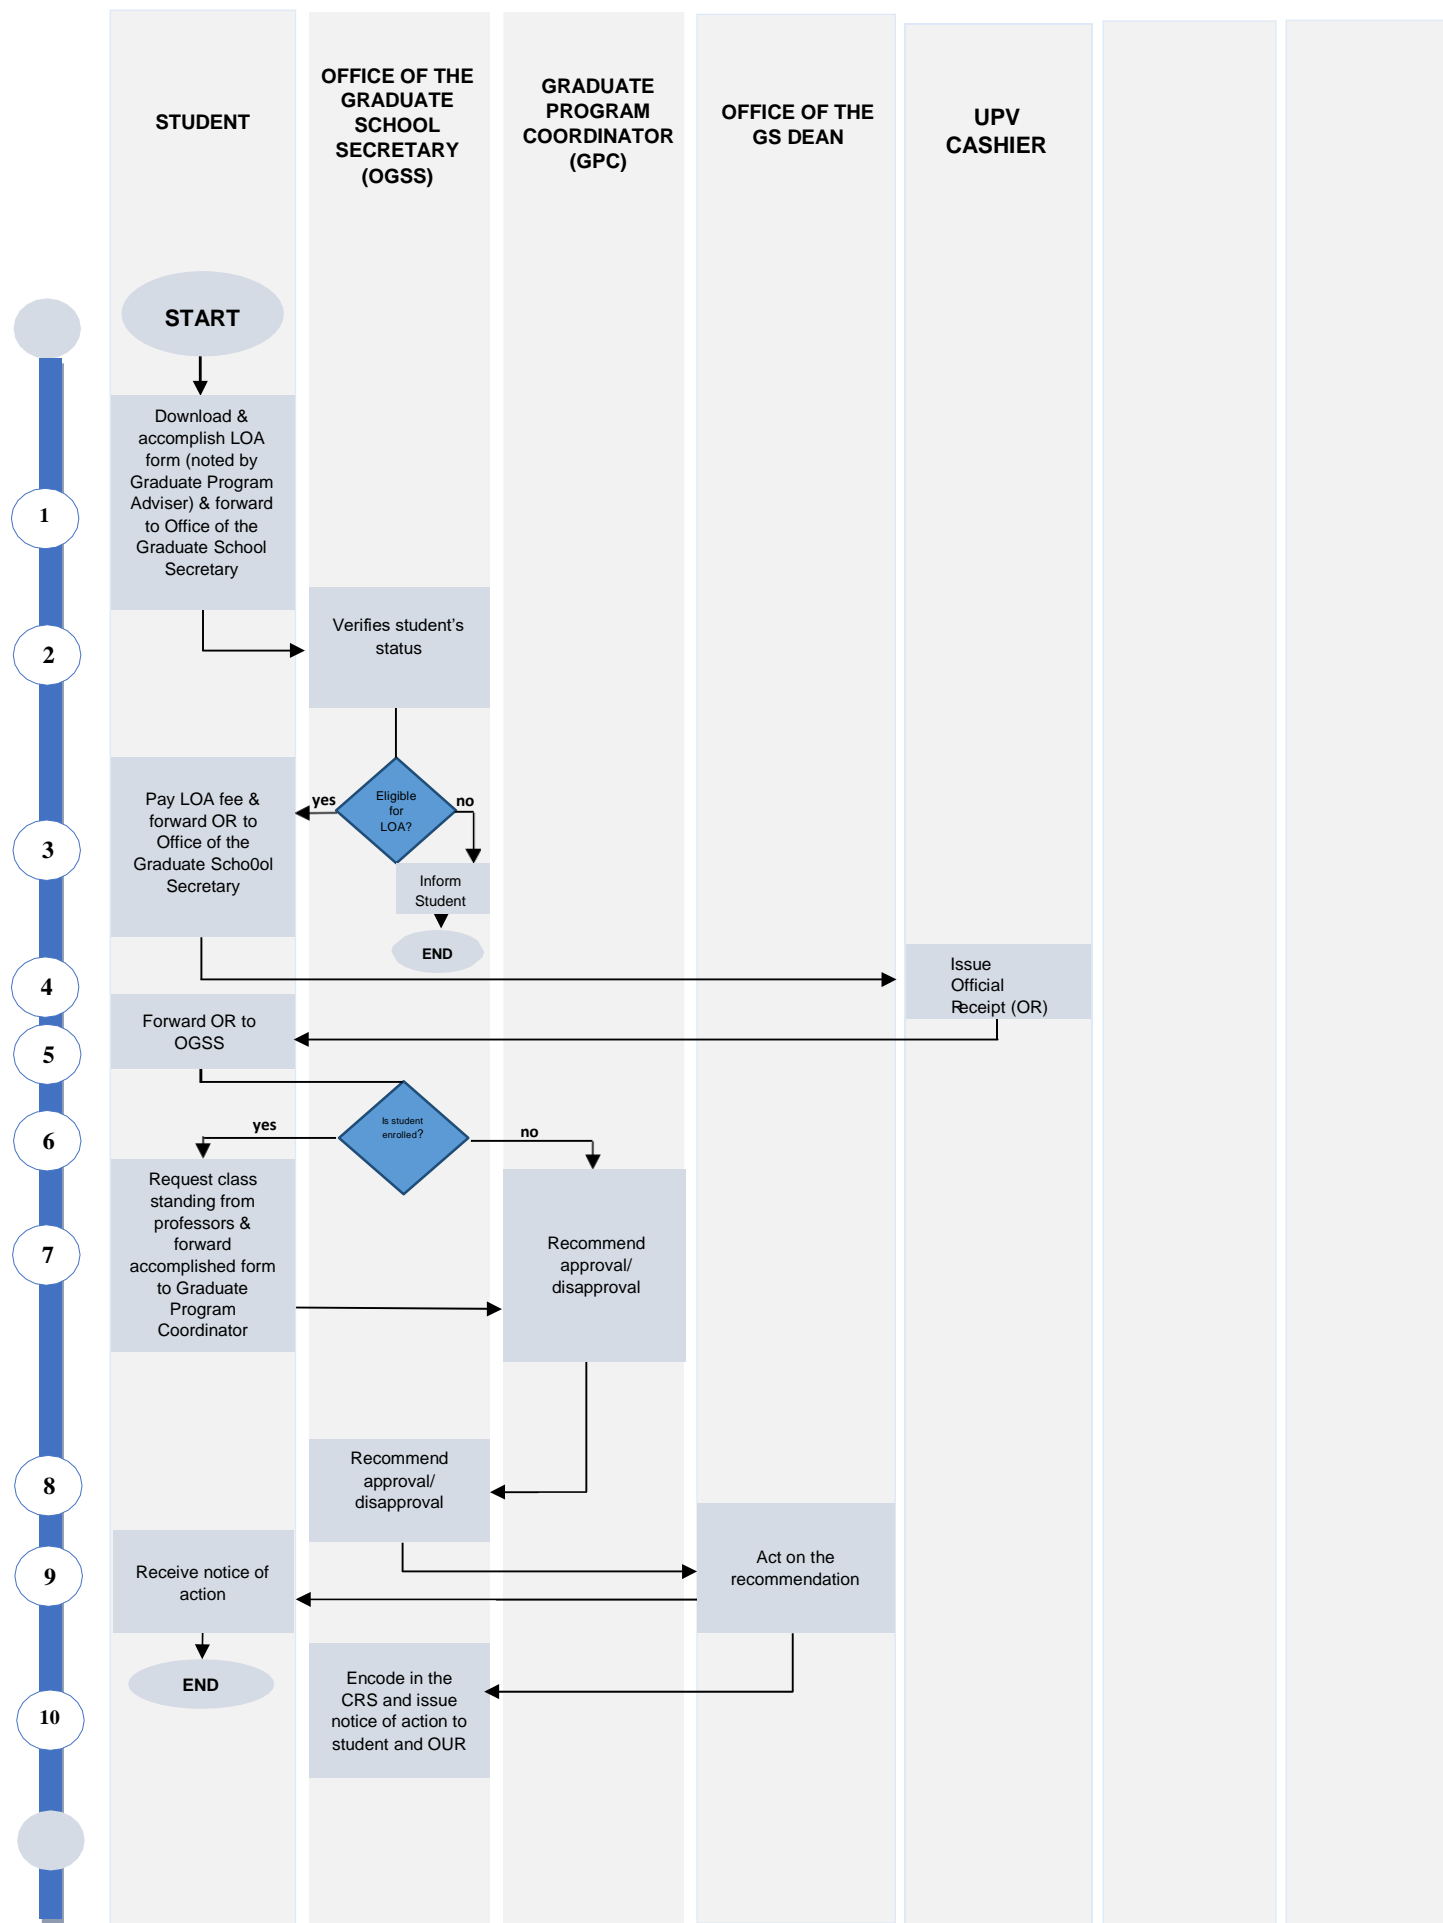 STUDENT
OFFICE OF THE
GRADUATE
SCHOOL
SECRETARY
(OGSS)
GRADUATE
PROGRAM
COORDINATOR
(GPC)
OFFICE OF THE
GS DEAN
UPV
CASHIER
START
Download &
accomplish LOA
form (noted by
Graduate Program
Adviser) & forward
to Office of the
Graduate School
Secretary
1
Verifies student's
status
2
Pay LOA fee &
forward OR to
Office of the
Graduate Scho0ol
Secretary
yes
Eligible
for
LOA?
no
3
Inform
Student
END
Issue
Official
Receipt (OR)
4
Forward OR to
OGSS
5
yes
Is student
enrolled?
no
6
Request class
standing from
professors &
forward
accomplished form
to Graduate
Program
Coordinator
Recommend
approval/
disapproval
7
Recommend
approval/
disapproval
8
Receive notice of
action
Act on the
recommendation
9
END
Encode in the
CRS and issue
notice of action to
student and OUR
10